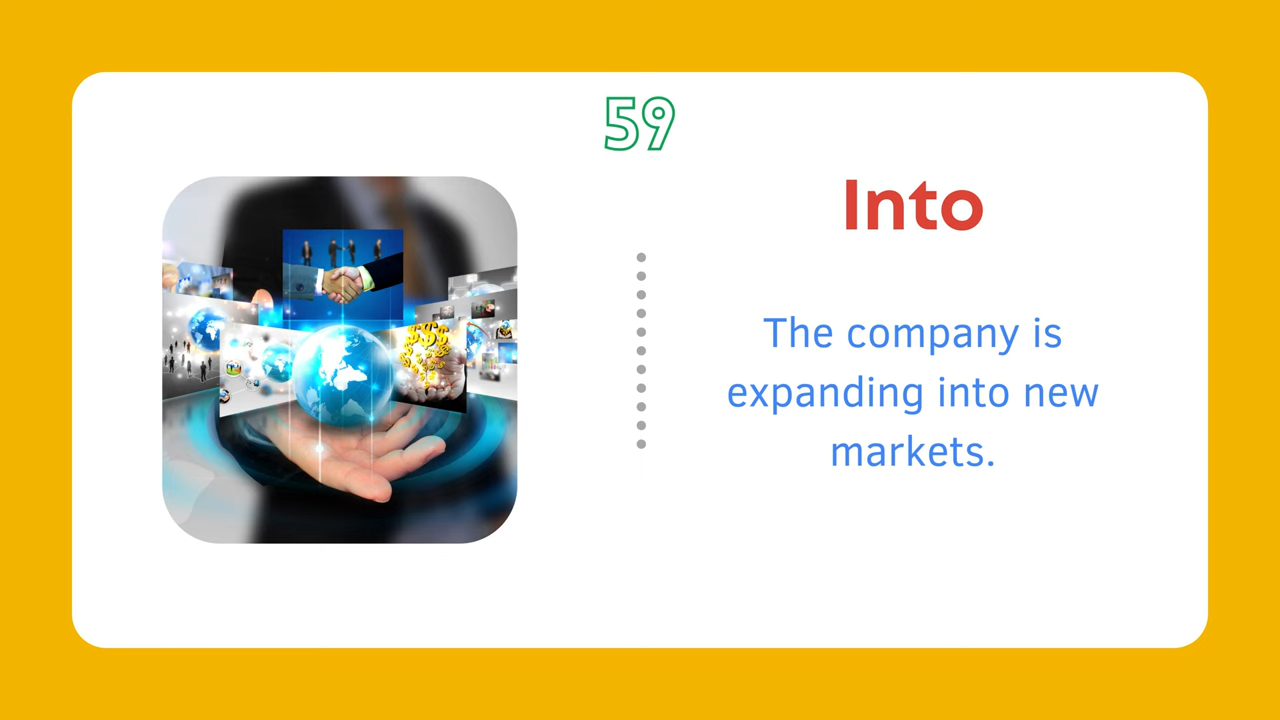 59
Into
The company is
expanding into new
markets.